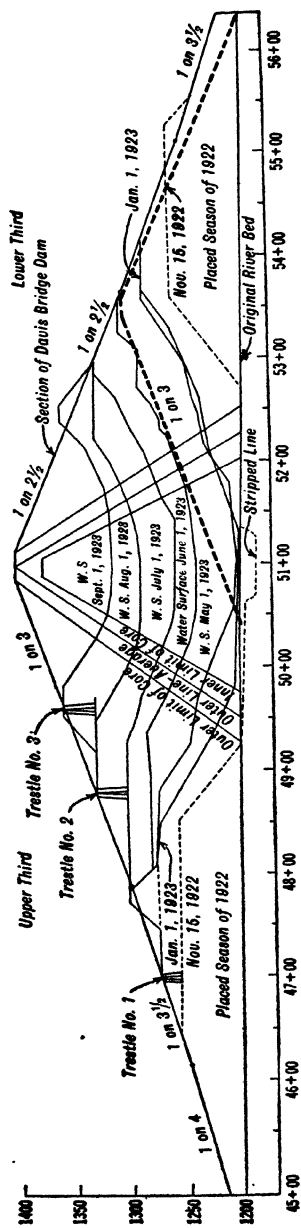 Upper Third
Lower Third
Section of Davis Bridge Dam
Trestle No. 3
Trestle No. 2
Trestle No. 1
1 on 4
1 on 3½
1 on 3
1 on 2½
1 on 2½
1 on 3½
1 on 3
W.S
Sept. 1, 1923
W.S. Aug. 1, 1923
W.S. July 1, 1923
Water Surface June 1, 1923
W.S. May 1, 1923
Outer Limit of Core
Outer Line, Average
Inner Limit of Core
Jan. 1, 1923
Nov. 15, 1922
Placed Season of 1922
Jan. 1, 1923
Nov. 15, 1922
Placed Season of 1922
Original River Bed
Stripped Line
1400
1350
1300
1250
1200
45+00
46+00
47+00
48+00
49+00
50+00
51+00
52+00
53+00
54+00
55+00
56+00